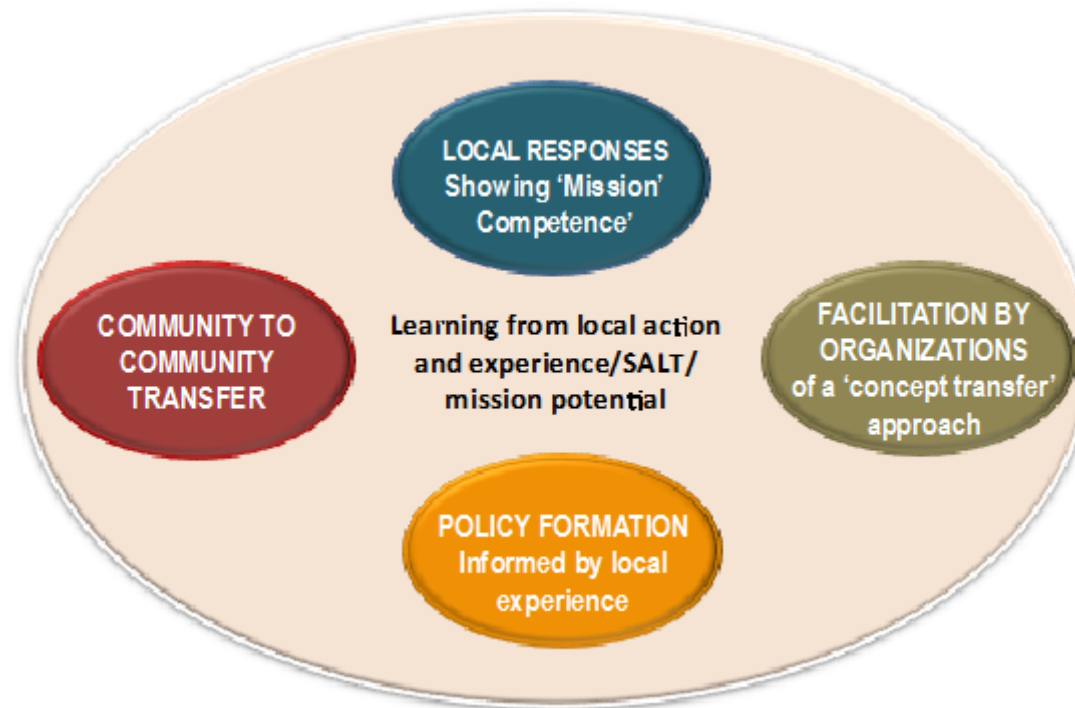 LOCAL RESPONSES
Showing ‘Mission’
Competence’
COMMUNITY TO
COMMUNITY
TRANSFER
Learning from local action
and experience/SALT/
mission potential
FACILITATION BY
ORGANIZATIONS
of a ‘concept transfer’
approach
POLICY FORMATION
Informed by local
experience